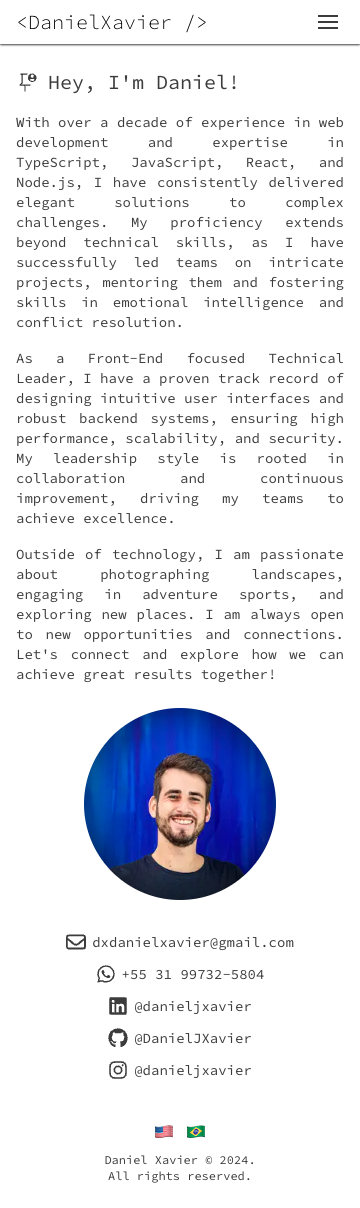 <DanielXavier />
Hey, I'm Daniel!
With over a decade of experience in web
development and expertise in
TypeScript, JavaScript, React, and
Node.js, I have consistently delivered
elegant solutions to complex
challenges. My proficiency extends
beyond technical skills, as I have
successfully led teams on intricate
projects, mentoring them and fostering
skills in emotional intelligence and
conflict resolution.
As a Front-End focused Technical
Leader, I have a proven track record of
designing intuitive user interfaces and
robust backend systems, ensuring high
performance, scalability, and security.
My leadership style is rooted in
collaboration and continuous
improvement, driving my teams to
achieve excellence.
Outside of technology, I am passionate
about photographing landscapes,
engaging in adventure sports, and
exploring new places. I am always open
to new opportunities and connections.
Let's connect and explore how we can
achieve great results together!
dxdanielxavier@gmail.com
+55 31 99732-5804
@danieljxavier
@DanielJXavier
@danieljxavier
Daniel Xavier © 2024.
All rights reserved.